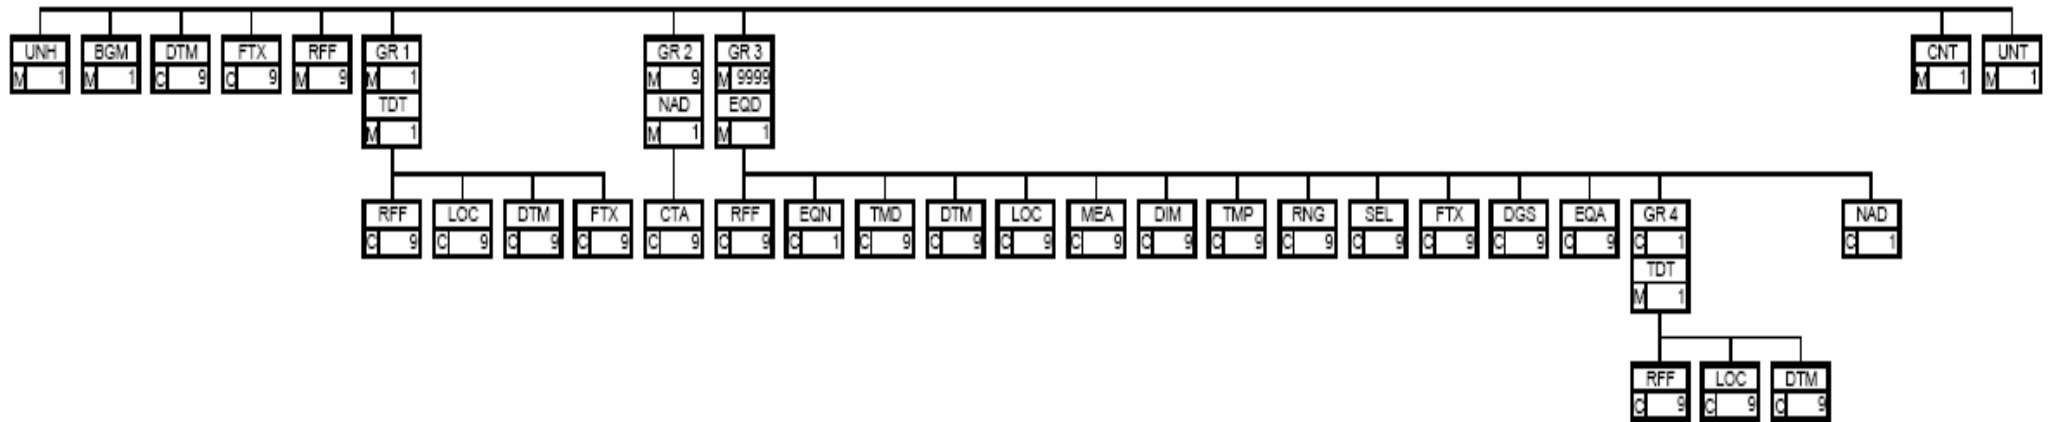 UNH BGM DTM FTX RFF GR 1 GR 2 GR 3 CNT UNT
M 1 M 1 C 9 C 9 M 9 M 1 M 9 M 9999 M 1 M 1
TDT NAD EQD
M 1 M 1 M 1
RFF LOC DTM FTX CTA RFF EQN TMD DTM LOC MEA DIM TMP RNG SEL FTX DGS EQA GR 4 NAD
C 9 C 9 C 9 C 9 C 9 C 9 C 1 C 9 C 9 C 9 C 9 C 9 C 9 C 9 C 9 C 9 C 9 C 9 C 1 C 1
TDT
M 1
RFF LOC DTM
C 9 C 9 C 9